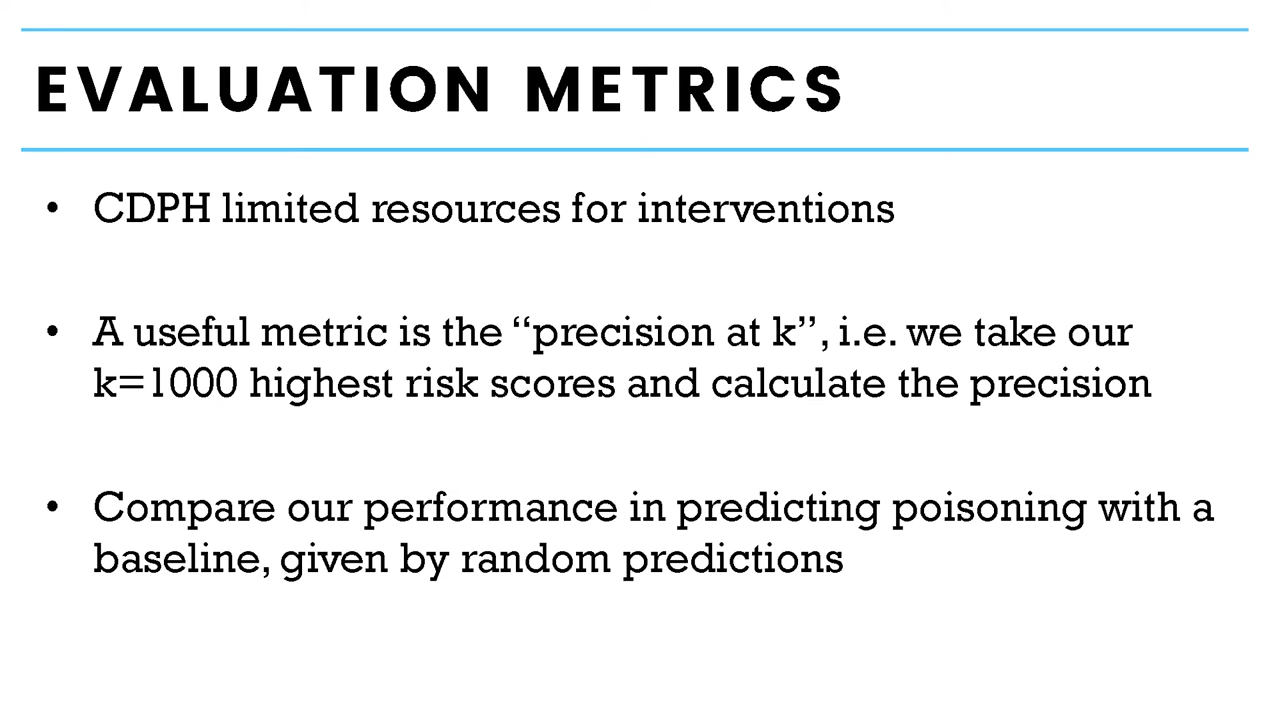 EVALUATION METRICS
• CDPH limited resources for interventions
• A useful metric is the “precision at k”, i.e. we take our
k=1000 highest risk scores and calculate the precision
• Compare our performance in predicting poisoning with a
baseline, given by random predictions